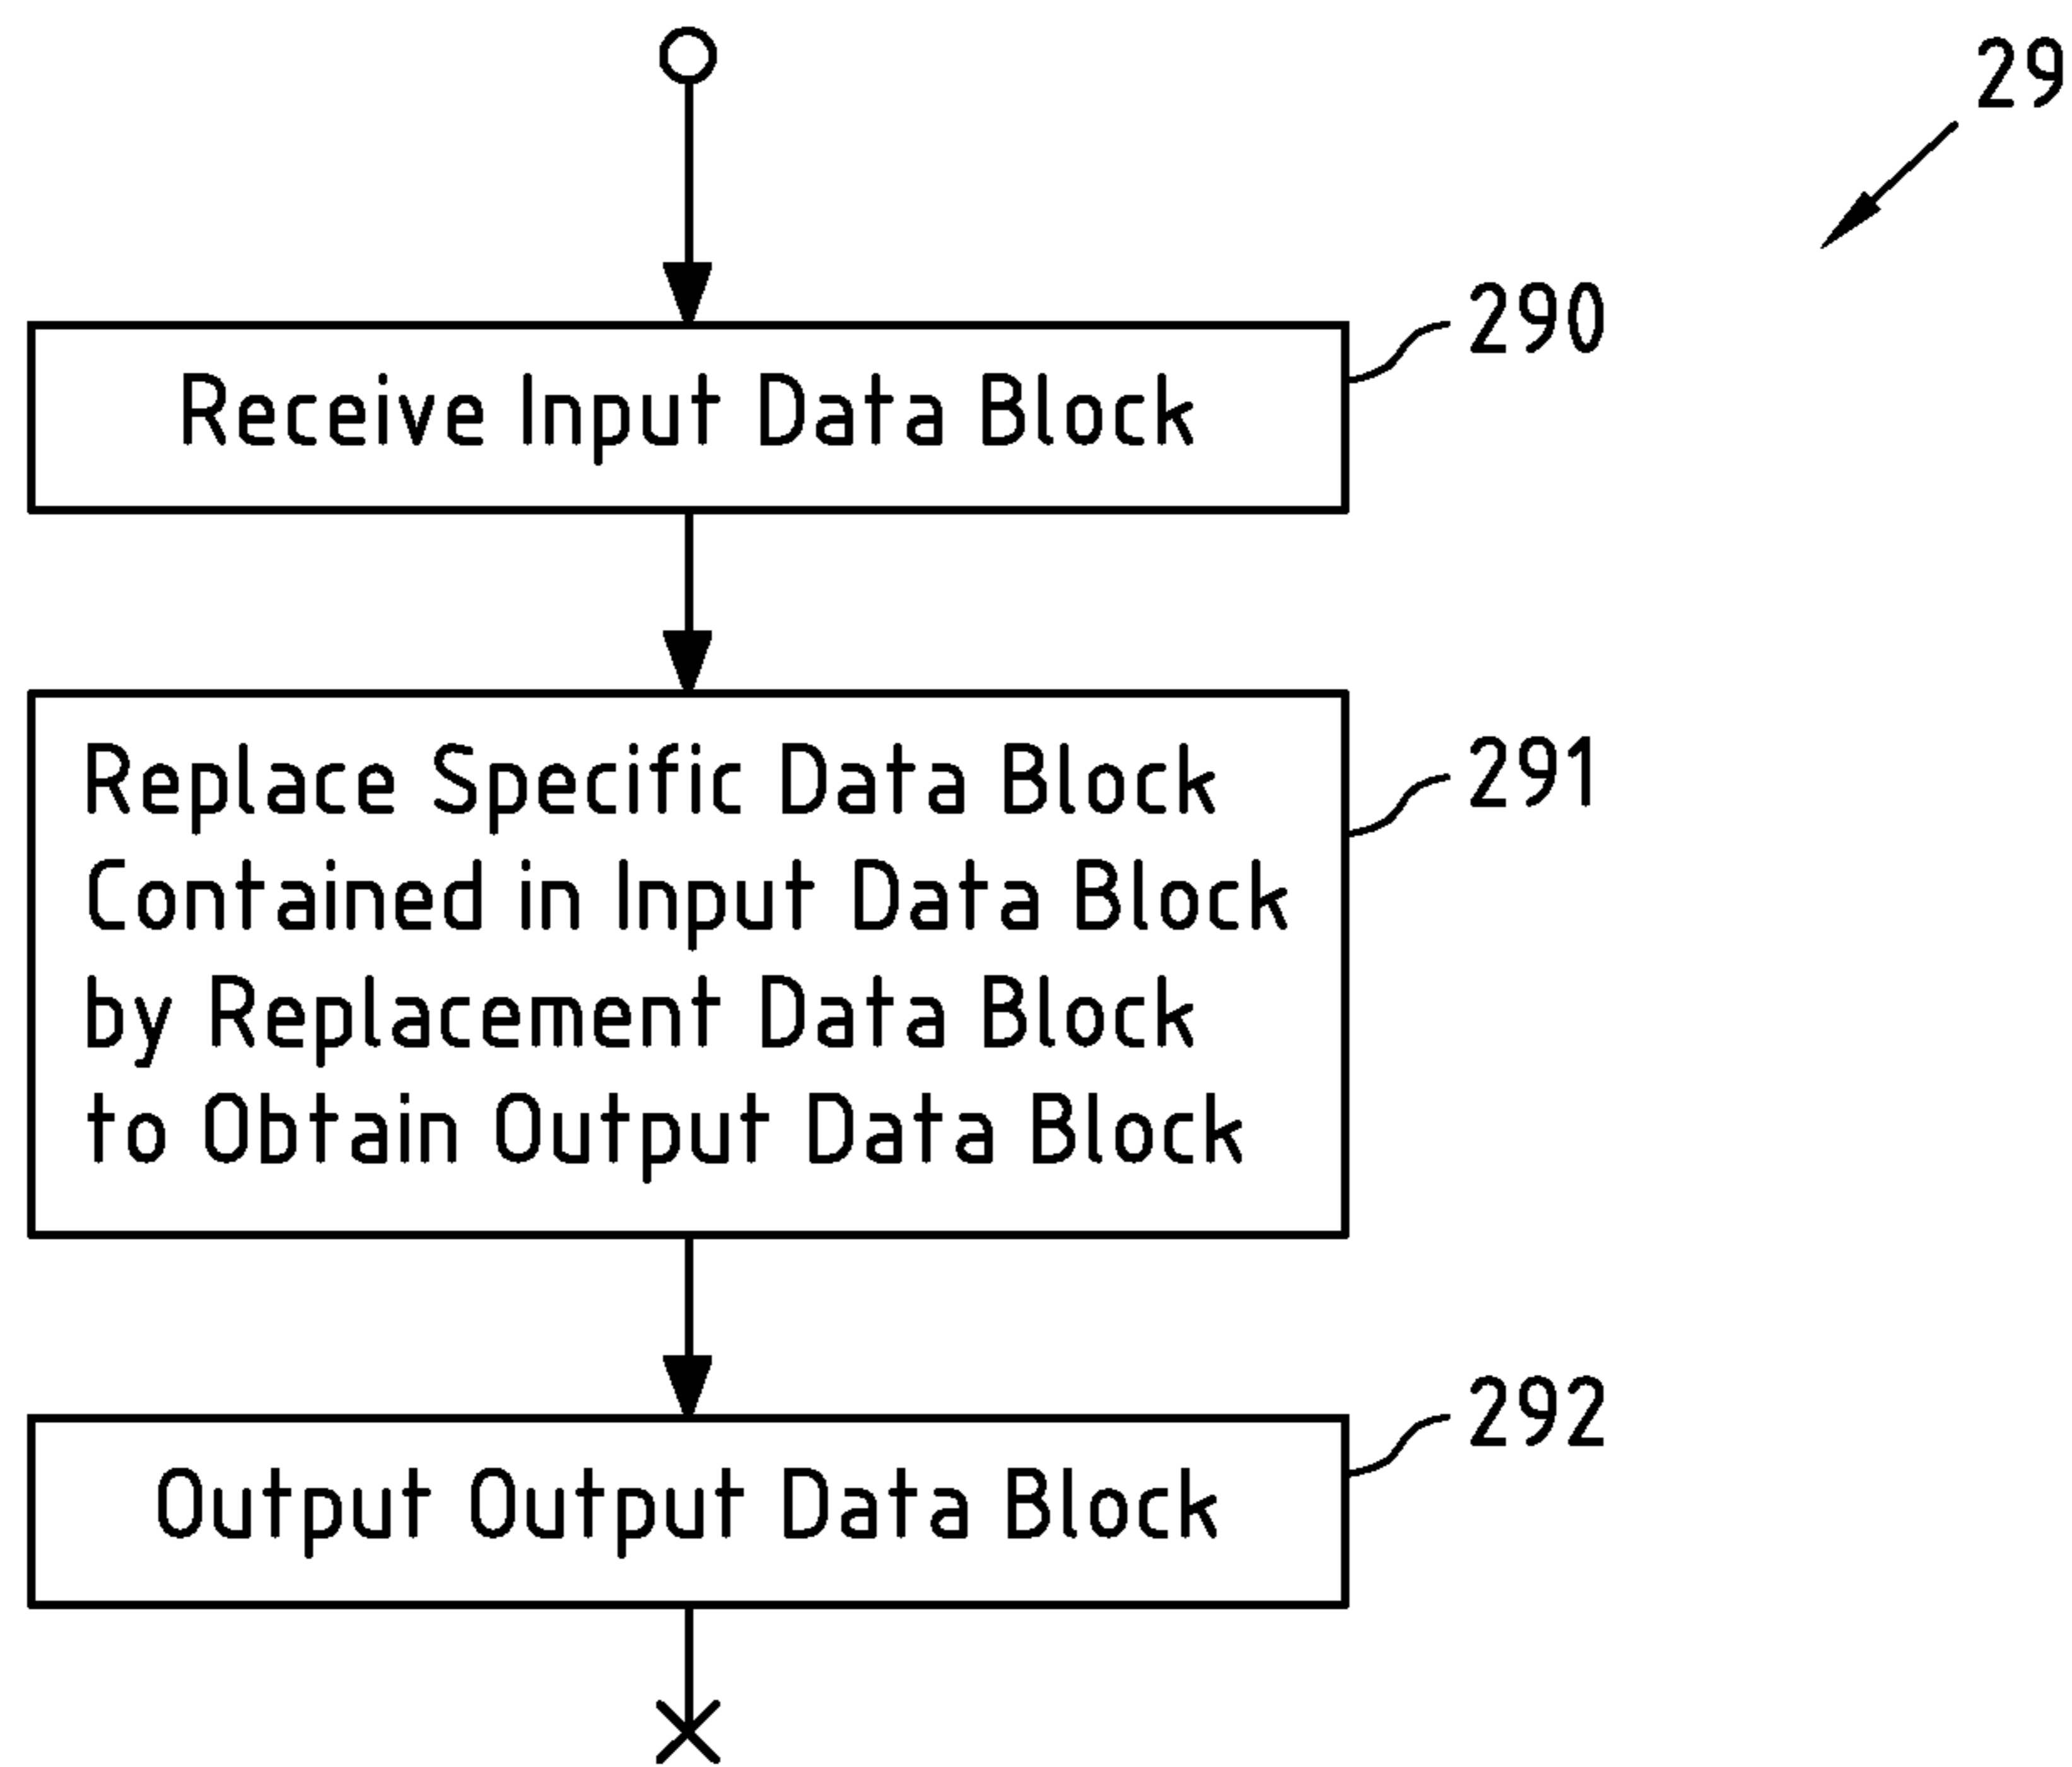 29
290
Receive Input Data Block
291
Replace Specific Data Block
Contained in Input Data Block
by Replacement Data Block
to Obtain Output Data Block
292
Output Output Data Block